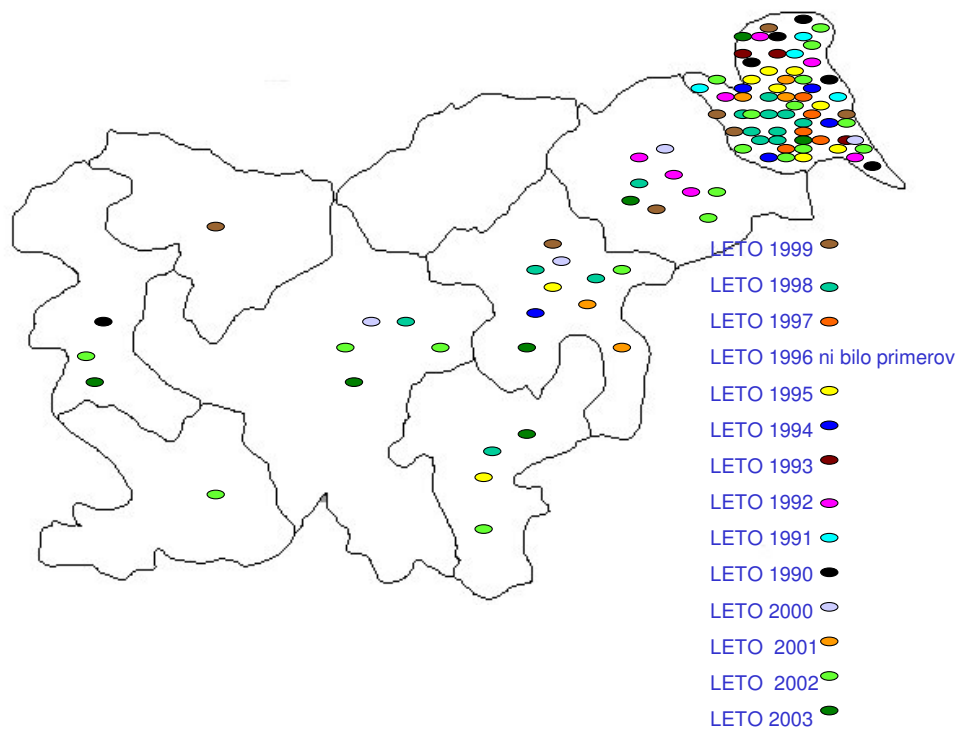 LETO 1999
LETO 1998
LETO 1997
LETO 1996 ni bilo primerov
LETO 1995
LETO 1994
LETO 1993
LETO 1992
LETO 1991
LETO 1990
LETO 2000
LETO 2001
LETO 2002
LETO 2003